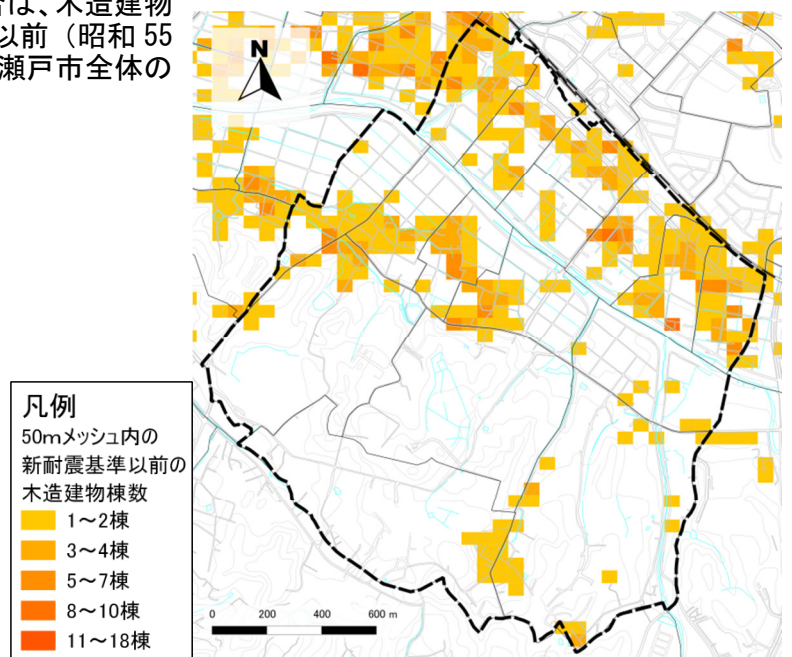 は、木造建物
以前（昭和 55
瀬戸市全体の
N
凡例
50mメッシュ内の
新耐震基準以前の
木造建物棟数
1～2棟
3～4棟
5～7棟
8～10棟
11～18棟
0 200 400 600 m